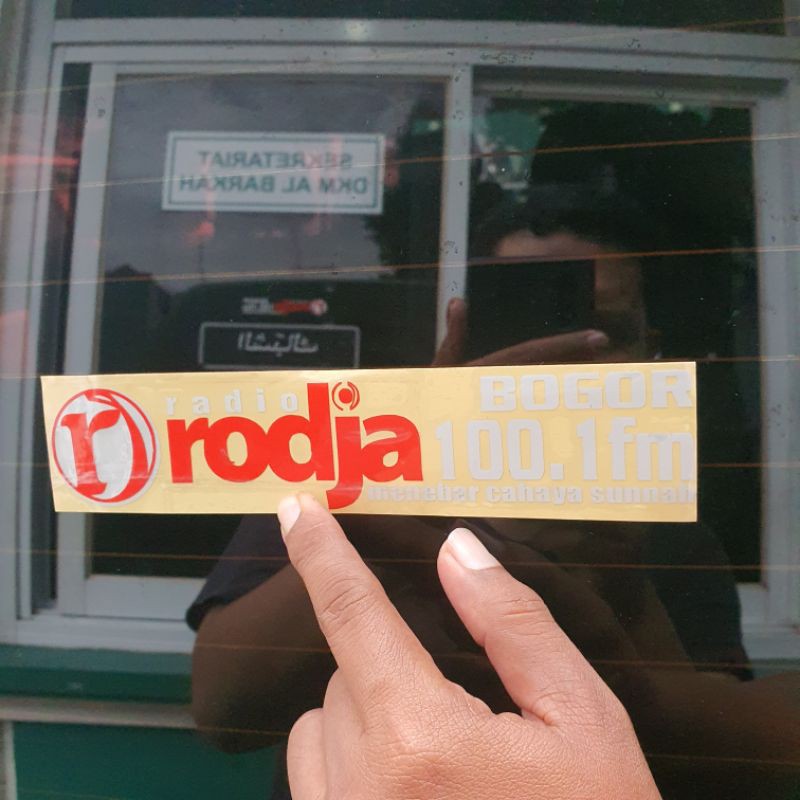 SEKRETARIAT
DKM AL BARKAH
radio
rodja
BOGOR
100.1fm
menebar cahaya sunnah